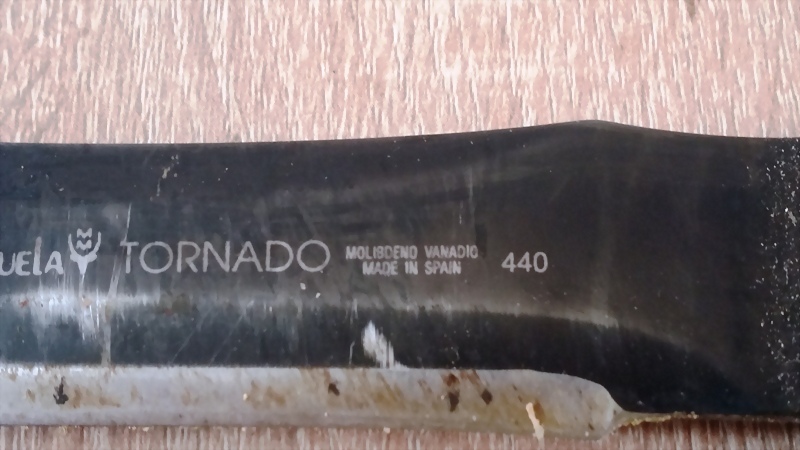 UELA TORNADO MOLIBDENO VANADIO
MADE IN SPAIN 440